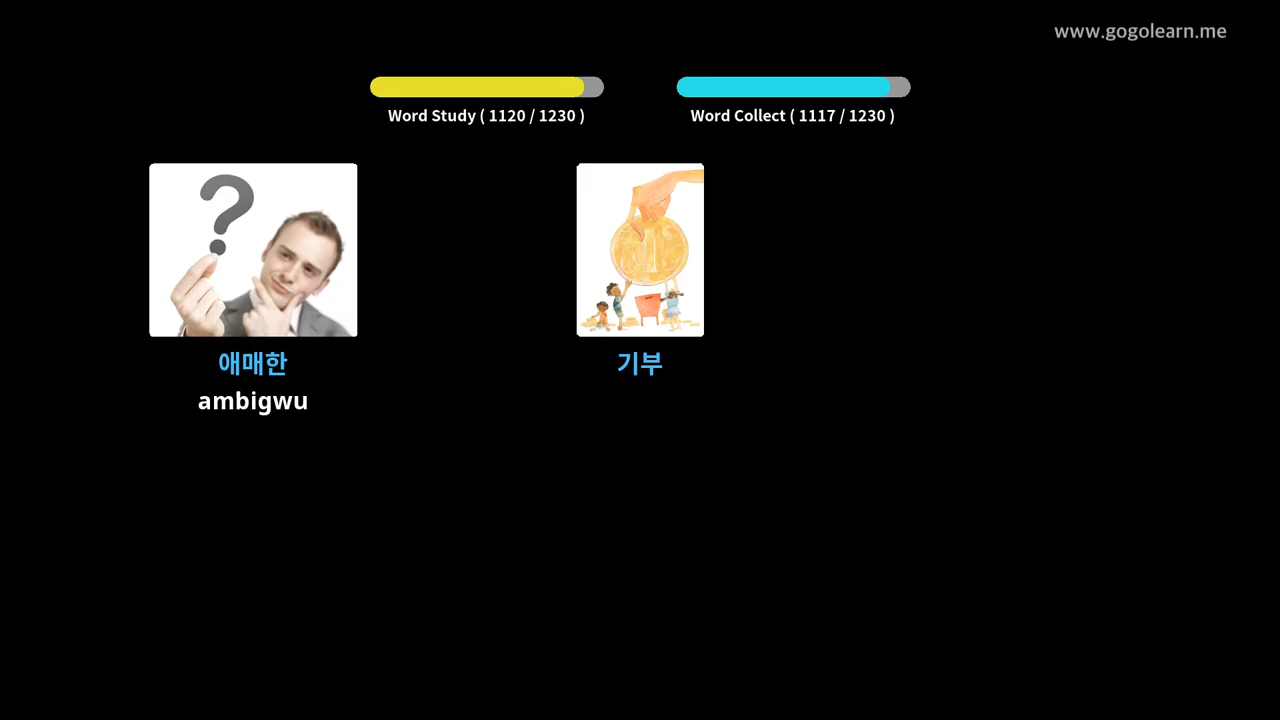 www.gogolearn.me
Word Study ( 1120 / 1230 )
Word Collect ( 1117 / 1230 )
애매한
ambigwu
기부